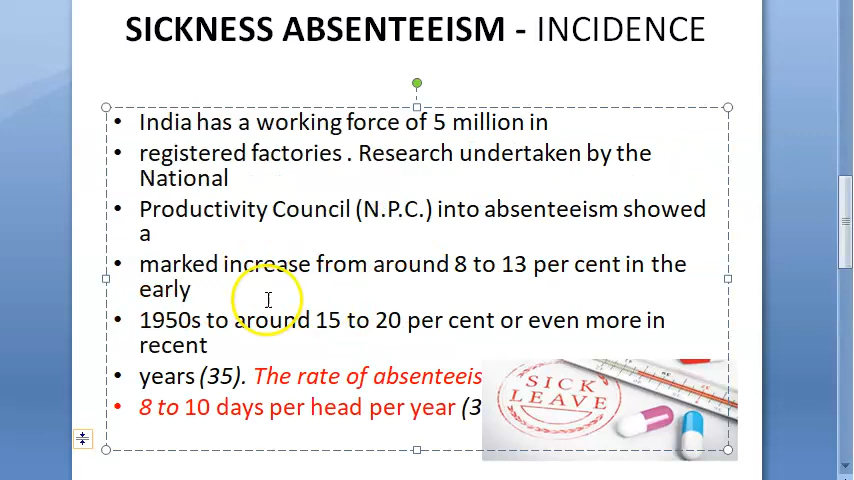 SICKNESS ABSENTEEISM - INCIDENCE
• India has a working force of 5 million in
• registered factories . Research undertaken by the
National
• Productivity Council (N.P.C.) into absenteeism showed
a
• marked increase from around 8 to 13 per cent in the
early
• 1950s to around 15 to 20 per cent or even more in
recent
• years (35). The rate of absenteeis
• 8 to 10 days per head per year (3
SICK
LEAVE